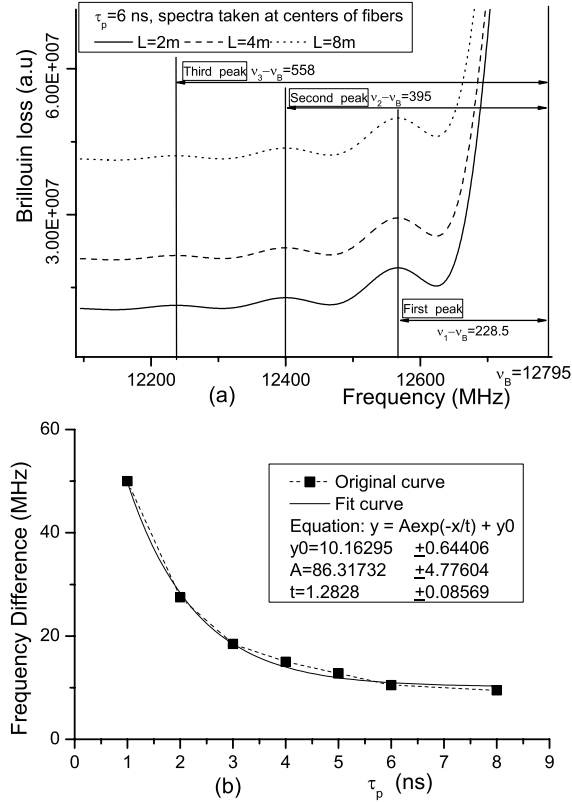 τp=6 ns, spectra taken at centers of fibers
L=2m L=4m L=8m
Third peak ν3−νB=558
Second peak ν2−νB=395
First peak
ν1−νB=228.5
Brillouin loss (a.u)
6.00E+007
3.00E+007
12200 12400 12600 νB=12795
(a) Frequency (MHz)
60
40
20
0
Frequency Difference (MHz)
Original curve
Fit curve
Equation: y = Aexp(-x/t) + y0
y0=10.16295 ±0.64406
A=86.31732 ±4.77604
t=1.2828 ±0.08569
0 1 2 3 4 5 6 7 8 9
(b) τp (ns)